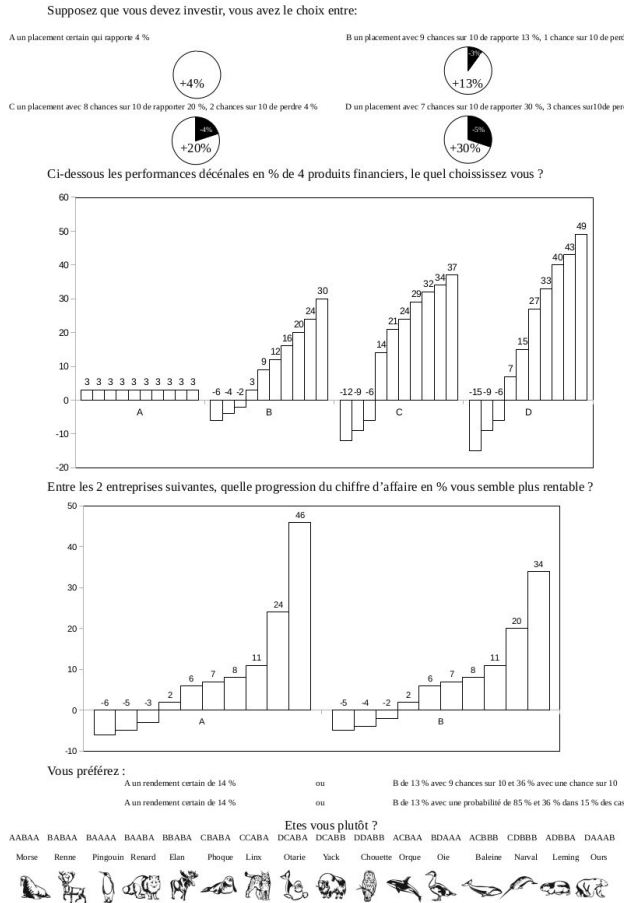 Supposez que vous devez investir, vous avez le choix entre:
A un placement certain qui rapporte 4 % B un placement avec 9 chances sur 10 de rapporter 13 %, 1 chance sur 10 de
+4% -3% +13%
C un placement avec 8 chances sur 10 de rapporter 20 %, 2 chances sur 10 de perdre 4 % D un placement avec 7 chances sur 10 de rapporter 30 %, 3 chances sur10de
-4% +20% -5% +30%
Ci-dessous les performances décénales en % de 4 produits financiers, le quel choississez vous ?
60
50
40
30
20
10
0
-10
-20
3 3 3 3 3 3 3 3 3 3
-6 -4 -2 3 9 12 16 20 24 30
-12 -9 -6 14 21 24 29 32 34 37
-15 -9 -6 7 15 27 33 40 43 49
A B C D
Entre les 2 entreprises suivantes, quelle progression du chiffre d'affaire en % vous semble plus rentable ?
50
40
30
20
10
0
-10
-6 -5 -3 2 6 7 8 11 24 46
-5 -4 -2 2 6 7 8 11 20 34
A B
Vous préférez :
A un rendement certain de 14 % ou B de 13 % avec 9 chances sur 10 et 36 % avec une chance sur 10
A un rendement certain de 14 % ou B de 13 % avec une probabilité de 85 % et 36 % dans 15 % des
Etes vous plutôt ?
AABAA BABAA BAAAA BAABA BBABA CBABA CCABA DCABA DCABB DDABB ACBAA BDAAA ACBBB CDBBB ADBBA DAAAB
Morse Renne Pingouin Renard Elan Phoque Linx Otarie Yack Chouette Orque Oie Baleine Narval Leming Ours